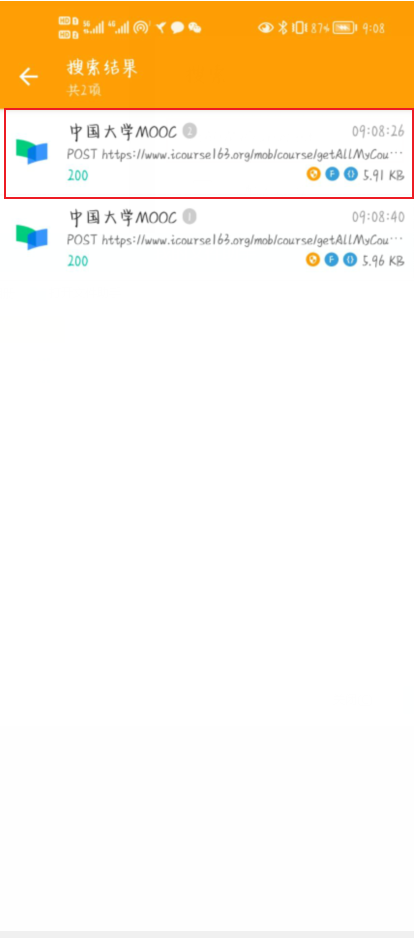 87% 9:08
搜索结果
共2项
中国大学MOOC 2 09:08:26
POST https://www.icourse163.org/mob/course/getAllMyCou...
200 F 5.91 KB
中国大学MOOC 1 09:08:40
POST https://www.icourse163.org/mob/course/getAllMyCou...
200 F 5.96 KB